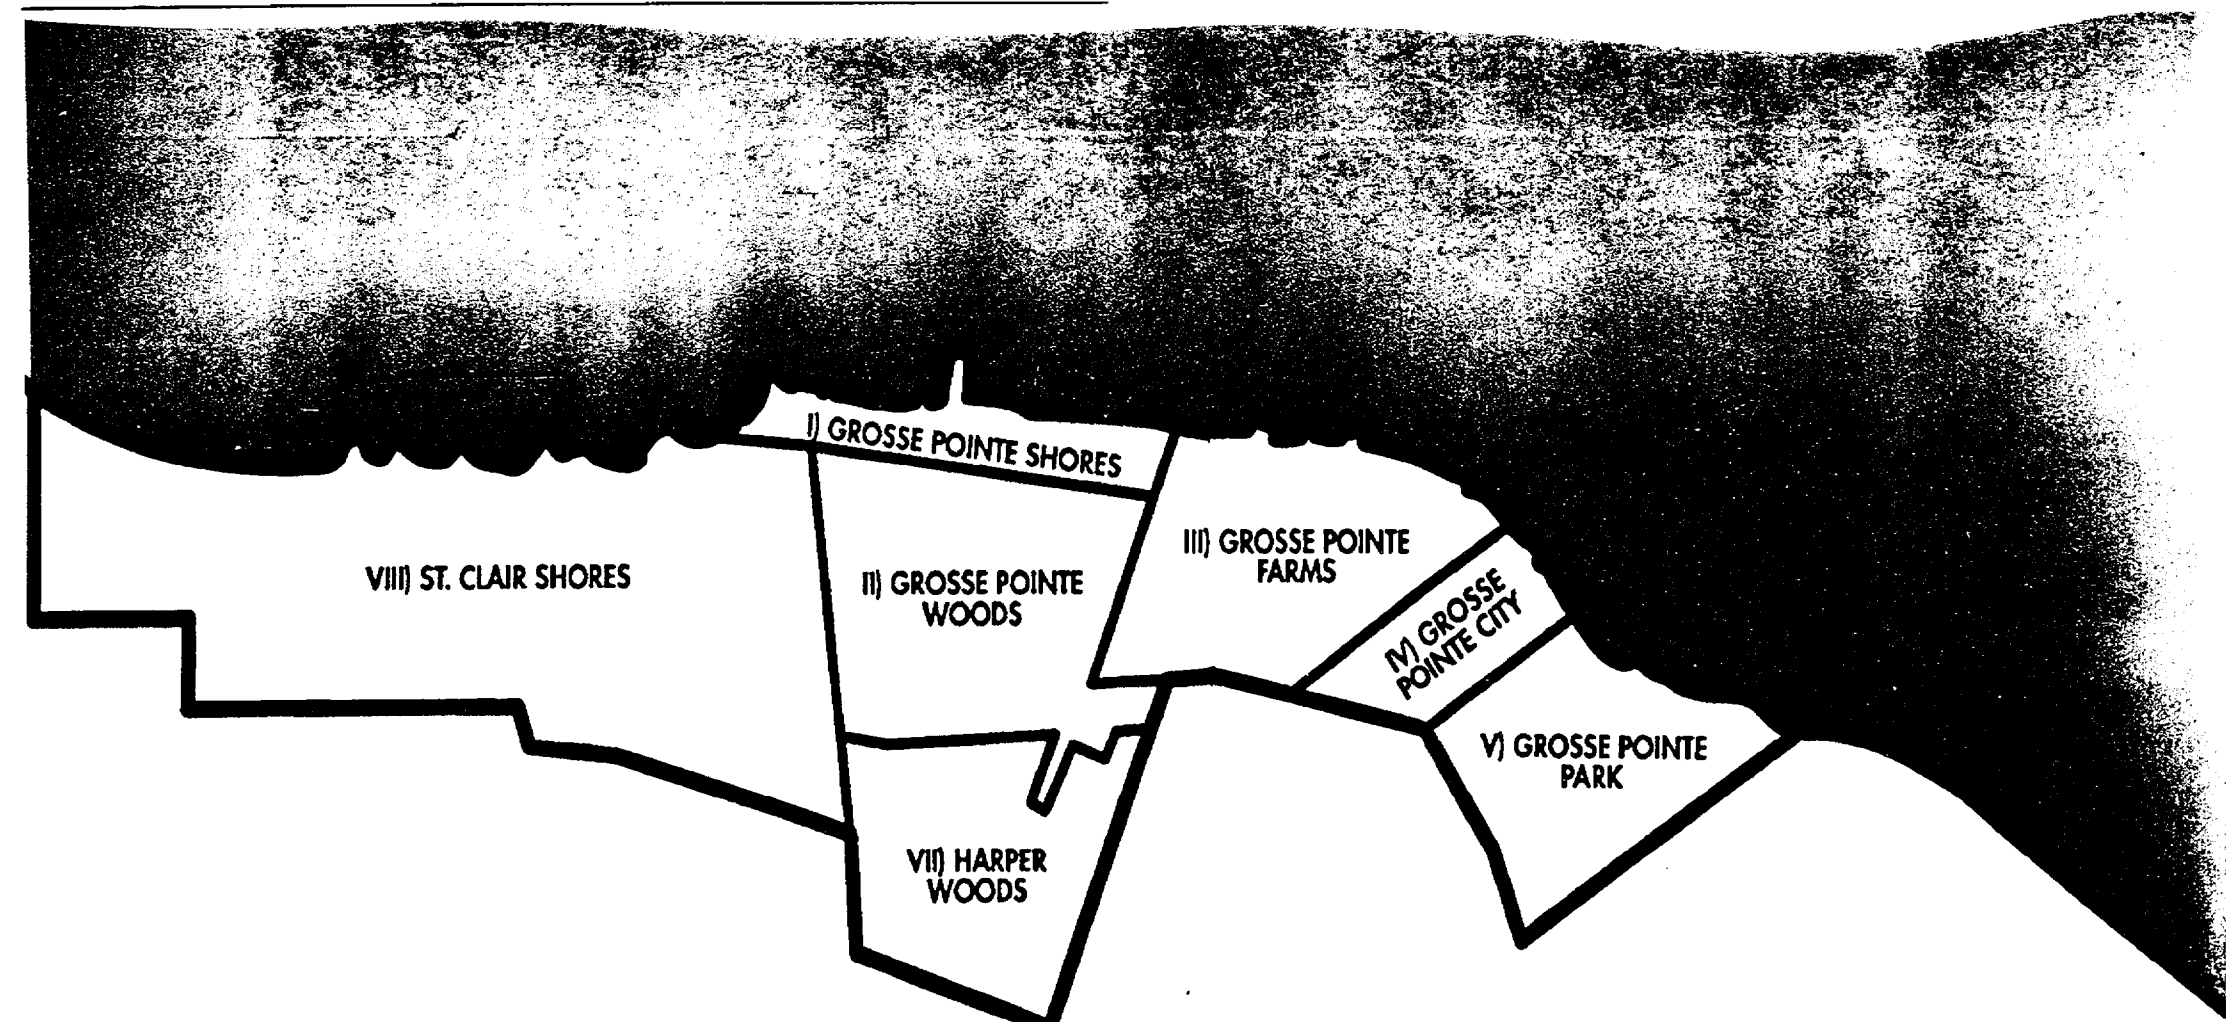 I) GROSSE POINTE SHORES
III) GROSSE POINTE
FARMS
VIII) ST. CLAIR SHORES
II) GROSSE POINTE
WOODS
IV) GROSSE
POINTE CITY
V) GROSSE POINTE
PARK
VII) HARPER
WOODS